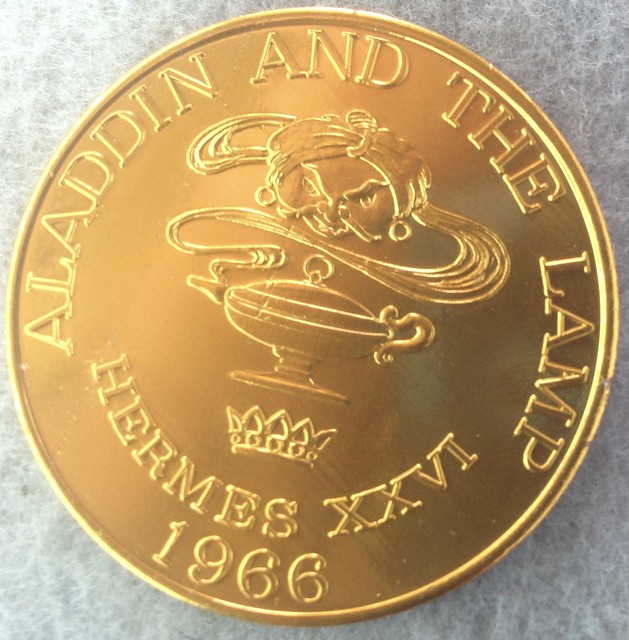 ALADDIN AND THE LAMP
HERMES XXVI
1966